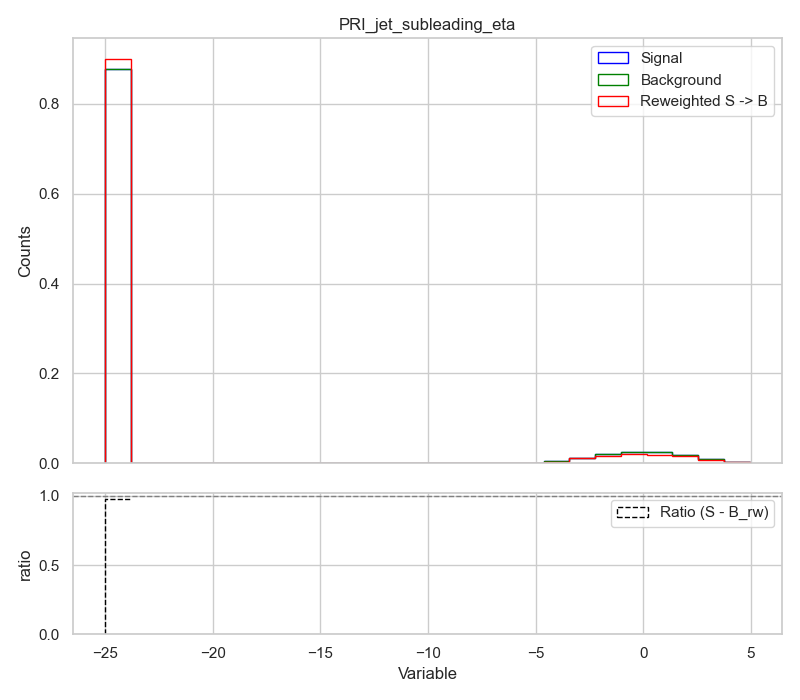 PRI_jet_subleading_eta
Signal
Background
Reweighted S -> B
Counts
0.8
0.6
0.4
0.2
0.0
Ratio (S - B_rw)
ratio
1.0
0.5
0.0
−25 −20 −15 −10 −5 0 5
Variable